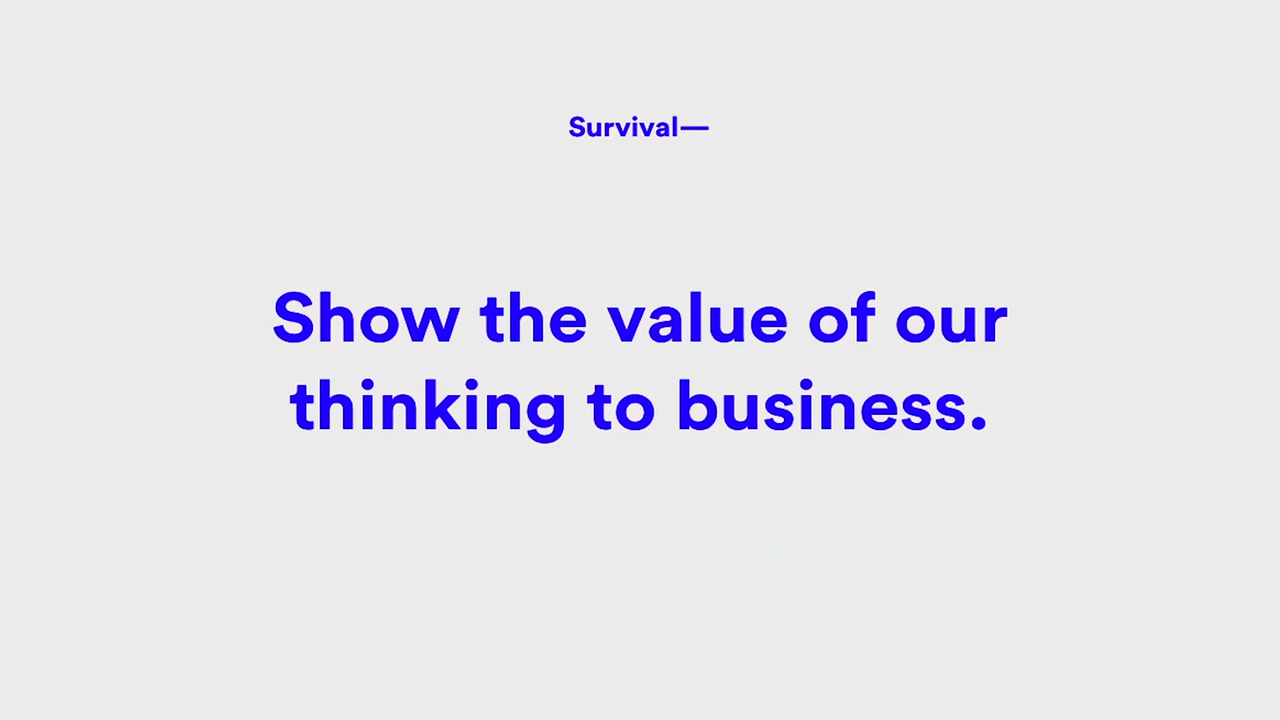 Survival—
Show the value of our
thinking to business.